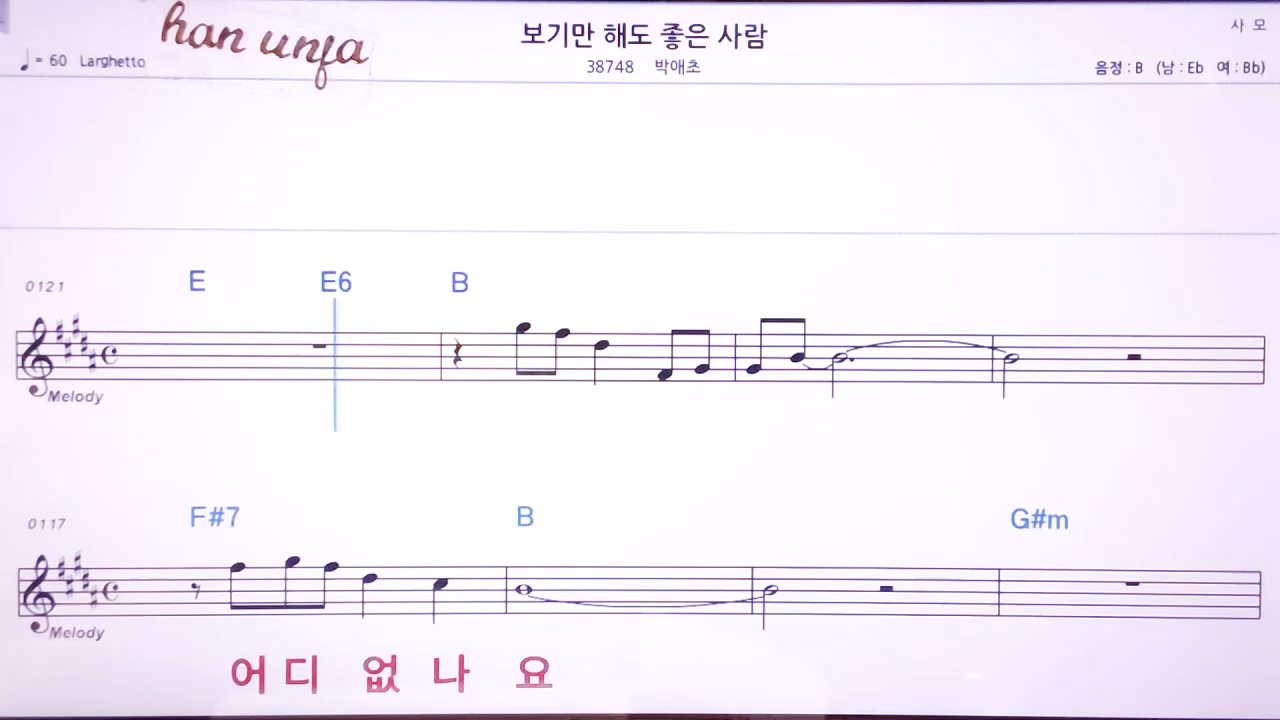 han unfa
보기만 해도 좋은 사람
사 모
♩= 60 Larghetto
38748 박애초
음정 : B (남 : Eb 여 : Bb)
0121
E E6 B
Melody
0117
F#7 B G#m
Melody
어 디 없 나 요